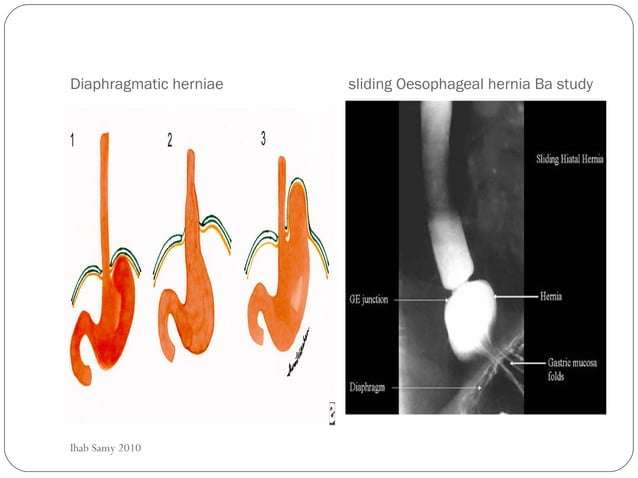 Diaphragmatic herniae
sliding Oesophageal hernia Ba study
1 2 3
Sliding Hiatal Hernia
GE junction
Hernia
Gastric mucosa
folds
Diaphragm
Ihab Samy 2010